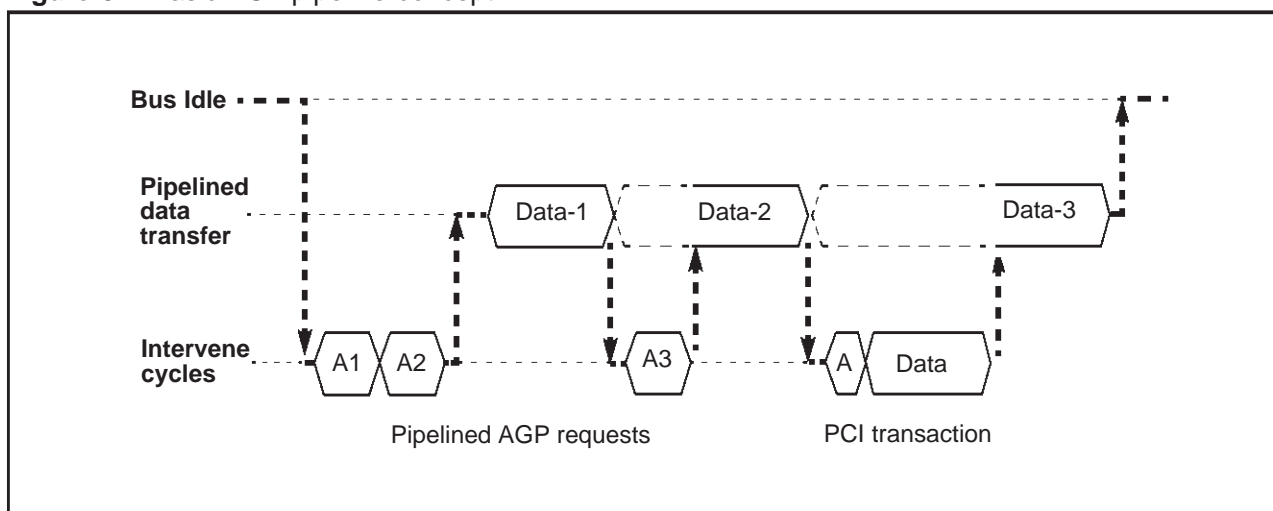 Bus Idle
Pipelined
data
transfer
Data-1
Data-2
Data-3
Intervene
cycles
A1
A2
A3
A
Data
Pipelined AGP requests
PCI transaction